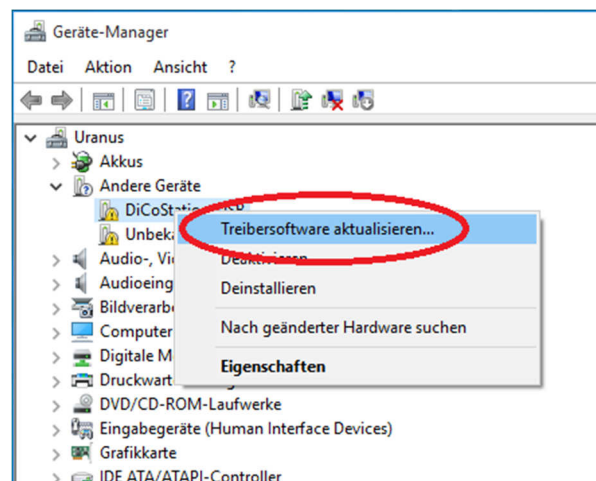 Geräte-Manager
Datei Aktion Ansicht ?
Uranus
Akkus
Andere Geräte
DiCoStation
Treibersoftware aktualisieren...
Deaktivieren
Audio-, Vi
Deinstallieren
Audioeing
Bildverarbe
Nach geänderter Hardware suchen
Computer
Digitale M
Eigenschaften
Druckwart
DVD/CD-ROM-Laufwerke
Eingabegeräte (Human Interface Devices)
Grafikkarte
IDE ATA/ATAPI-Controller